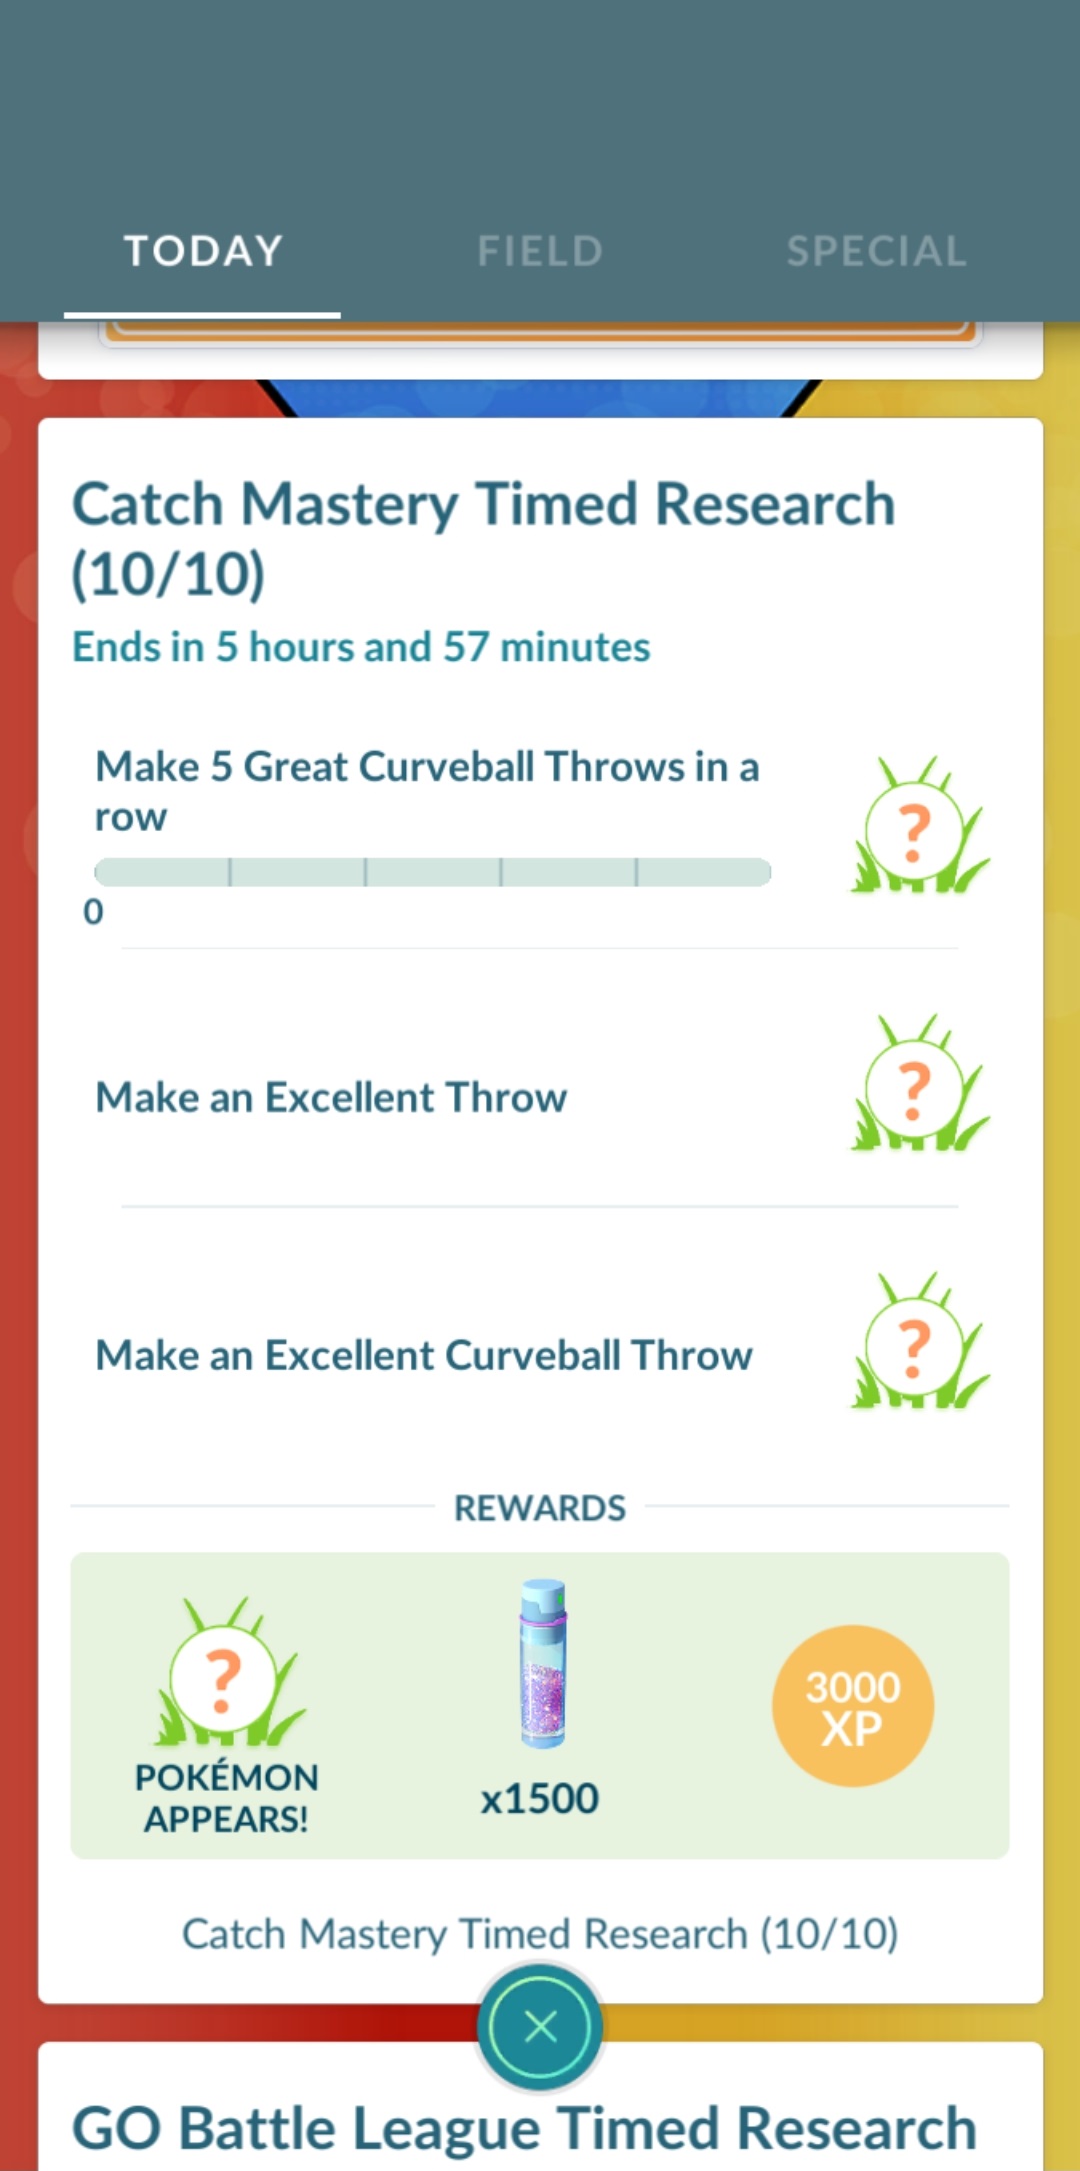 TODAY
FIELD
SPECIAL
Catch Mastery Timed Research
(10/10)
Ends in 5 hours and 57 minutes
Make 5 Great Curveball Throws in a
row
?
0
Make an Excellent Throw
?
Make an Excellent Curveball Throw
?
REWARDS
?
POKÉMON
APPEARS!
x1500
3000
XP
Catch Mastery Timed Research (10/10)
GO Battle League Timed Research